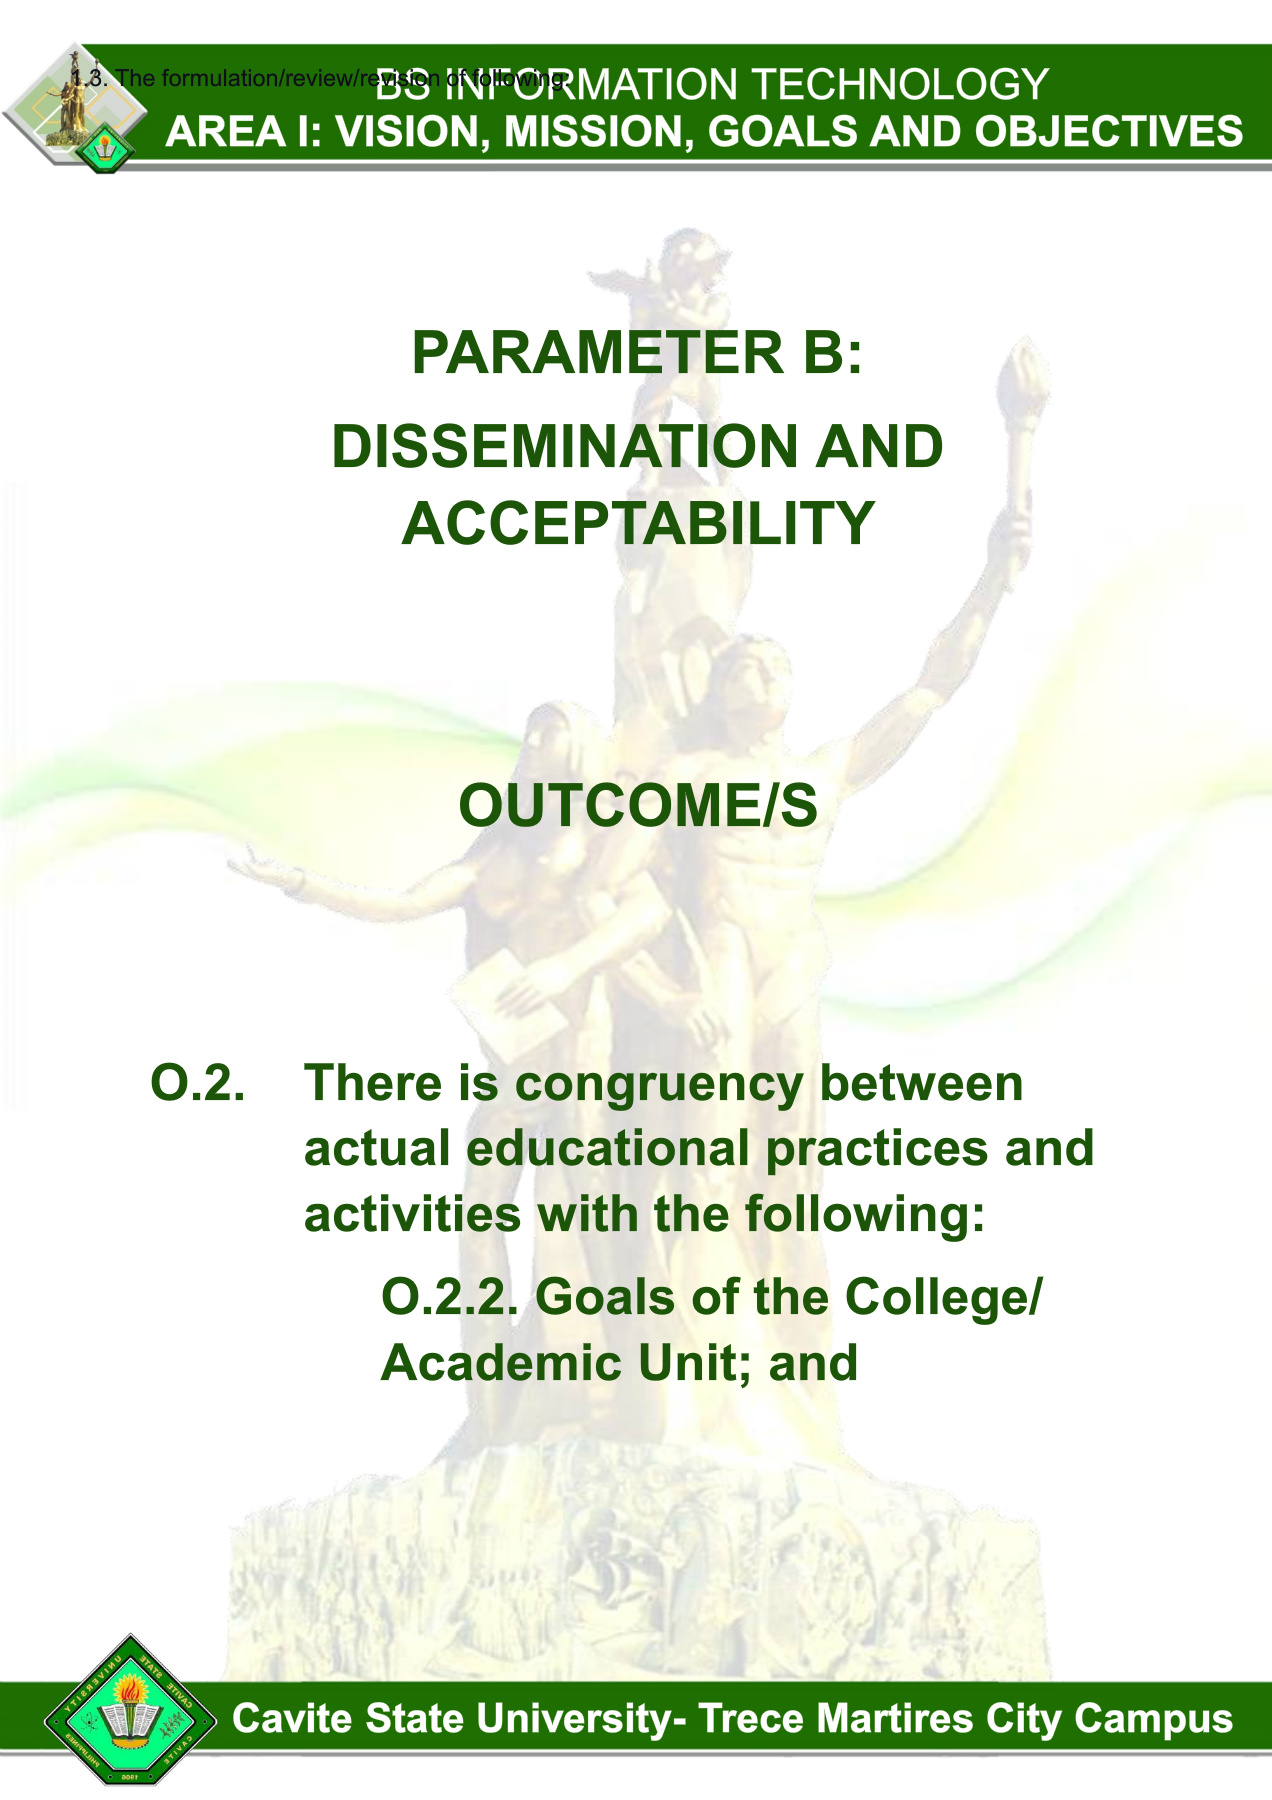 1.3. The formulation/review/revision of following:
BS INFORMATION TECHNOLOGY
AREA I: VISION, MISSION, GOALS AND OBJECTIVES
PARAMETER B:
DISSEMINATION AND
ACCEPTABILITY
OUTCOME/S
O.2. There is congruency between
actual educational practices and
activities with the following:
O.2.2. Goals of the College/
Academic Unit; and
CAVITE STATE UNIVERSITY
CAVITE
PHILIPPINES
1906
Cavite State University- Trece Martires City Campus